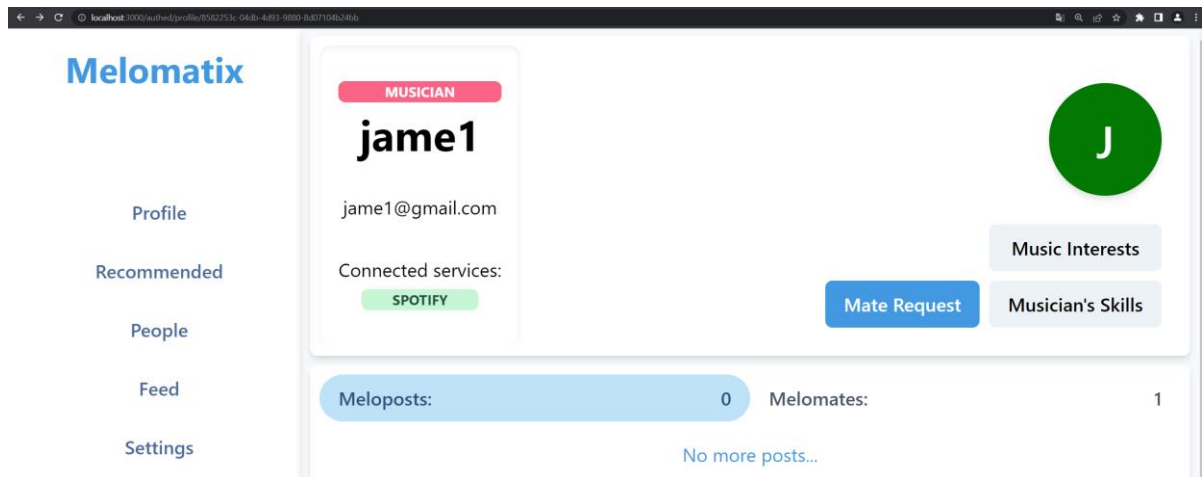 localhost:3000/authed/profile/8582253c-04db-4d93-9880-8d07104b24bb
Melomatix
Profile
Recommended
People
Feed
Settings
MUSICIAN
jame1
jame1@gmail.com
Connected services:
SPOTIFY
J
Music Interests
Mate Request
Musician's Skills
Meloposts: 0
Melomates: 1
No more posts...